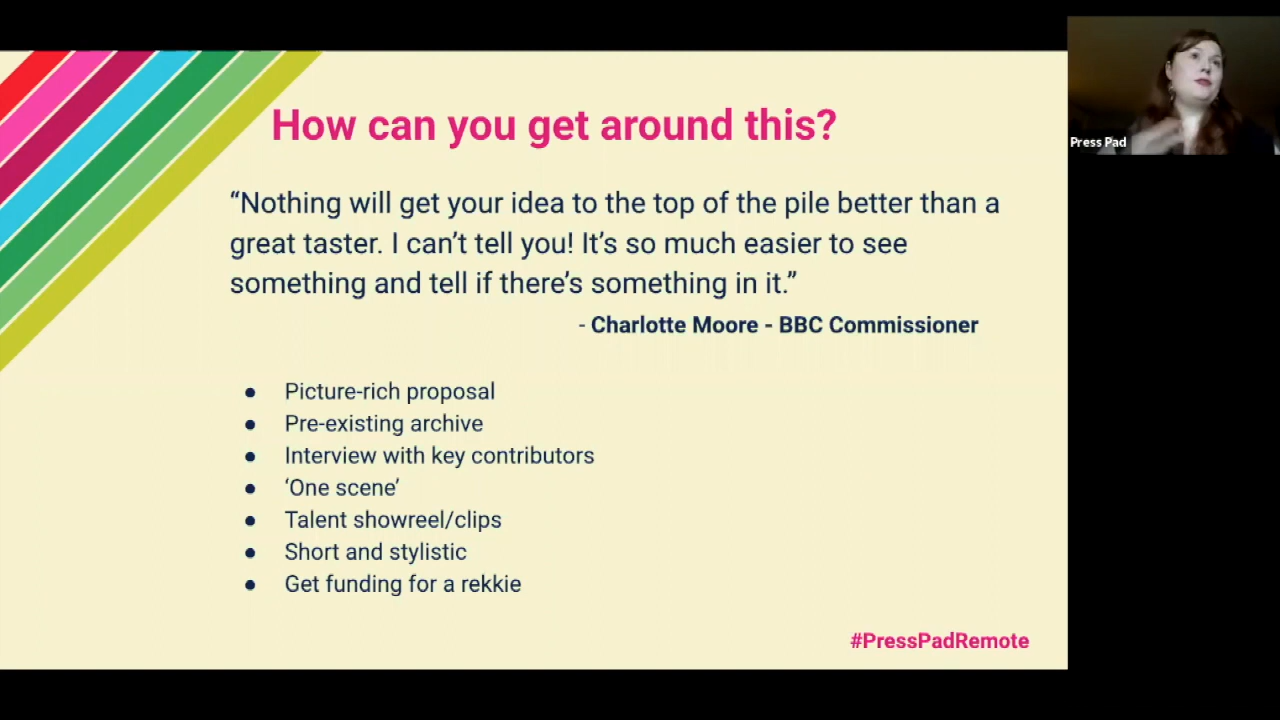 How can you get around this?
“Nothing will get your idea to the top of the pile better than a
great taster. I can’t tell you! It’s so much easier to see
something and tell if there’s something in it.”
- Charlotte Moore - BBC Commissioner
● Picture-rich proposal
● Pre-existing archive
● Interview with key contributors
● ‘One scene’
● Talent showreel/clips
● Short and stylistic
● Get funding for a rekkie
#PressPadRemote
Press Pad